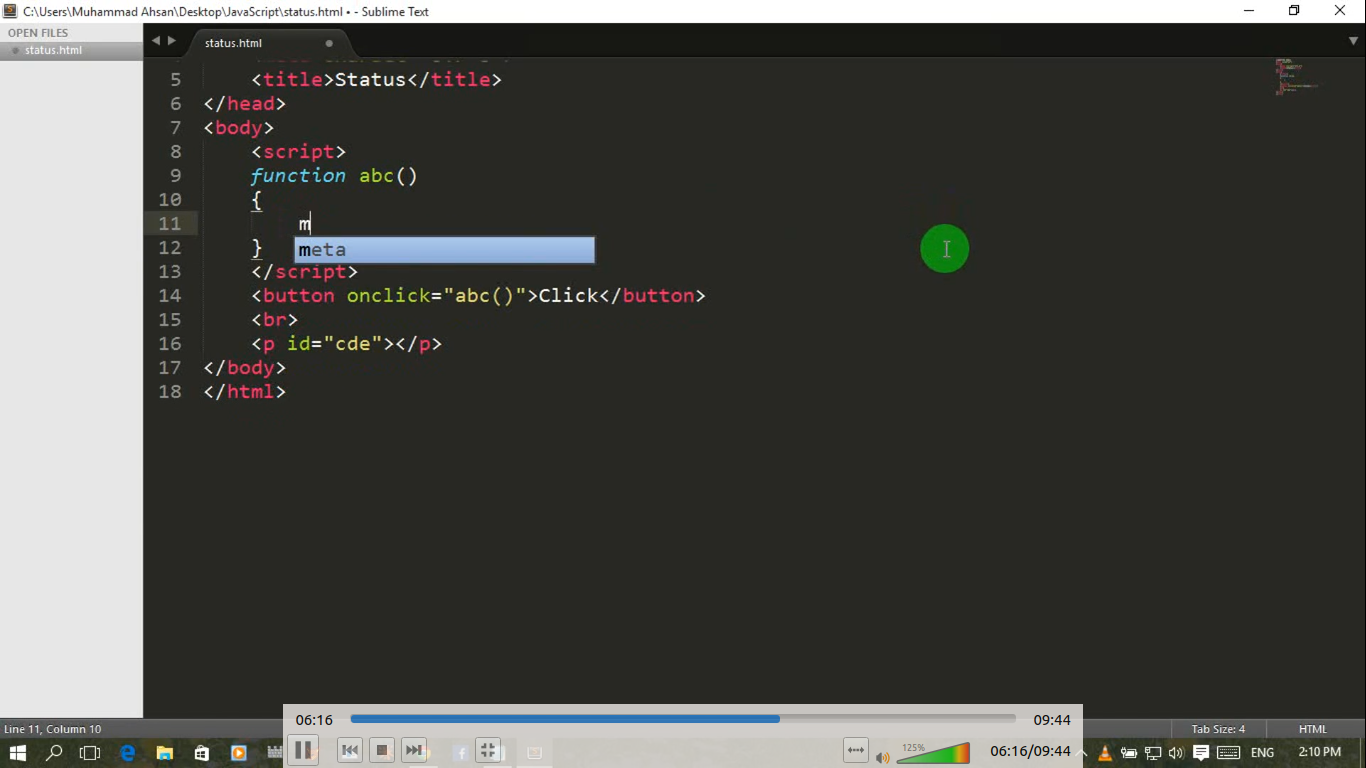 C:\Users\Muhammad Ahsan\Desktop\JavaScript\status.html • - Sublime Text
OPEN FILES
status.html
status.html
5 <title>Status</title>
6 </head>
7 <body>
8 <script>
9 function abc()
10 {
11 m
meta
12 }
13 </script>
14 <button onclick="abc()">Click</button>
15 <br>
16 <p id="cde"></p>
17 </body>
18 </html>
Line 11, Column 10
Tab Size: 4
HTML
06:16
09:44
125%
06:16/09:44
ENG
2:10 PM